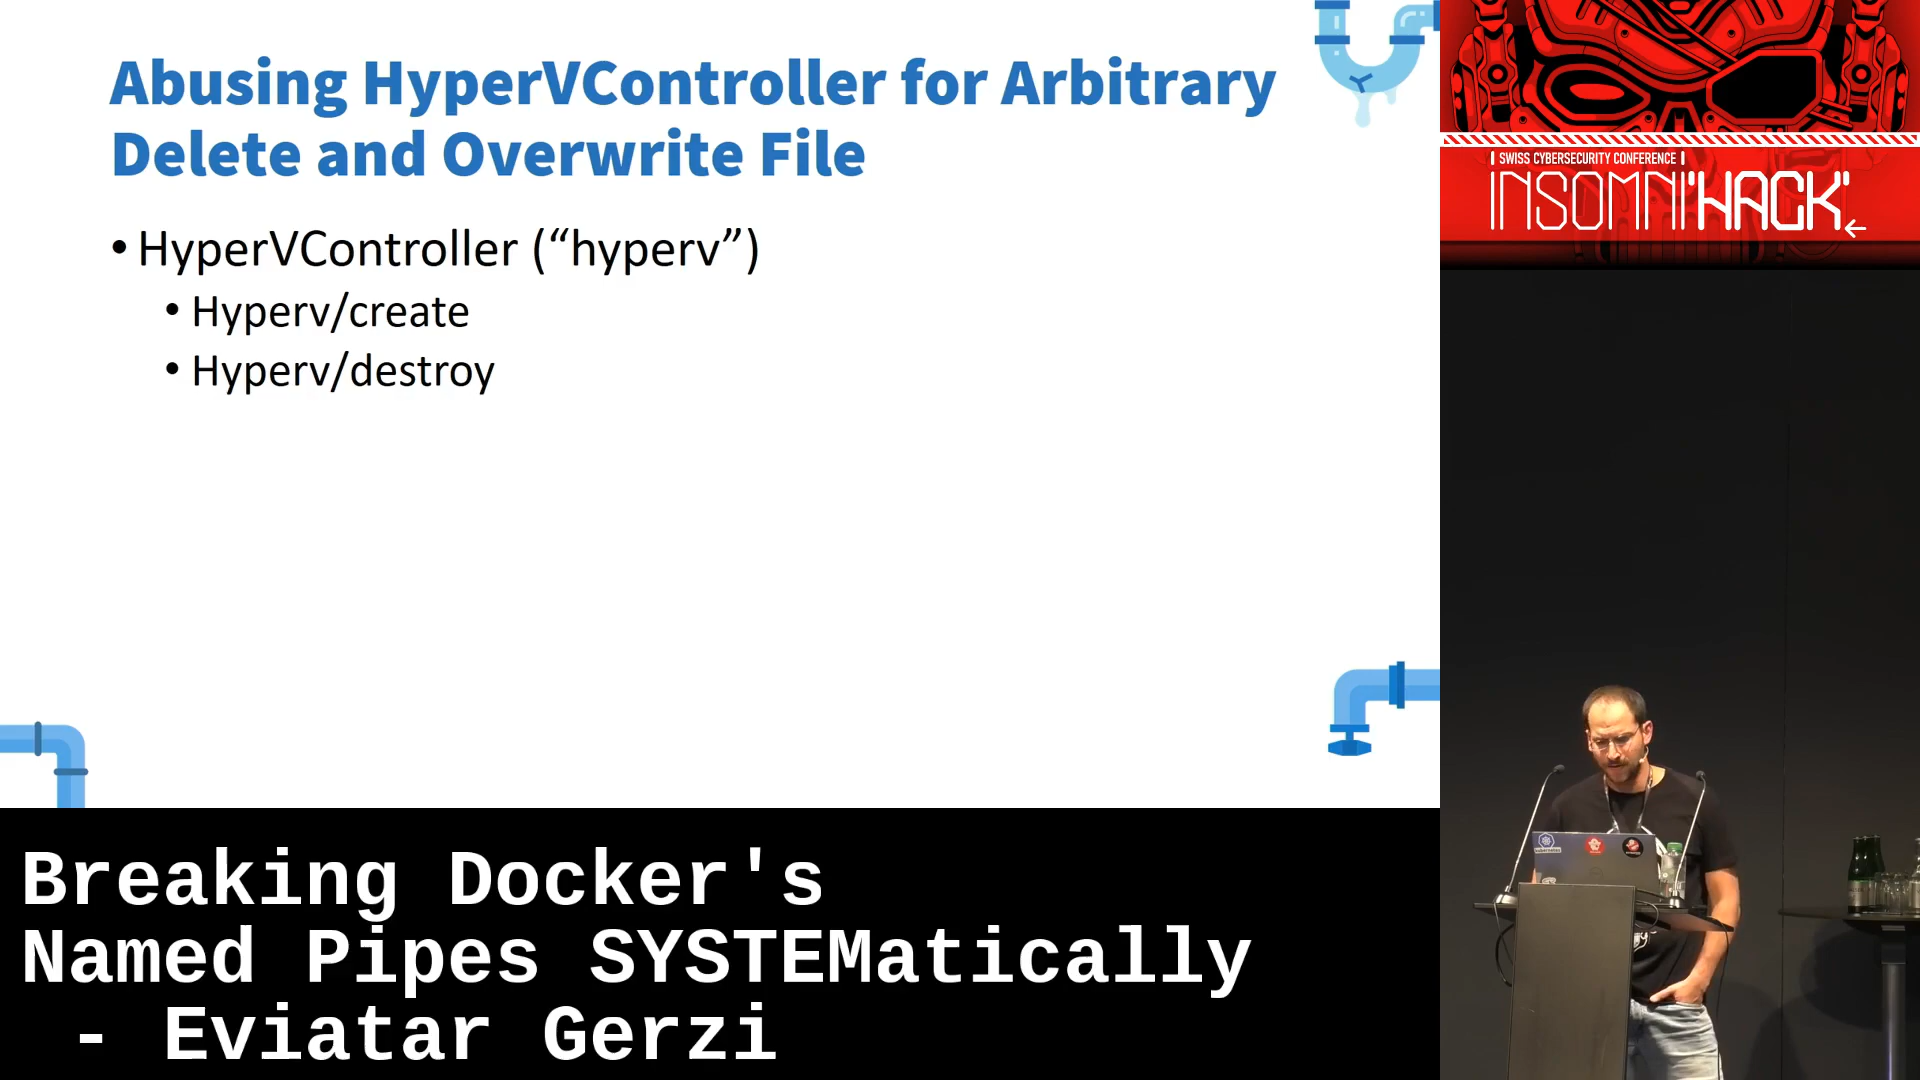 Abusing HyperVController for Arbitrary
Delete and Overwrite File
• HyperVController (“hyperv”)
• Hyperv/create
• Hyperv/destroy
SWISS CYBERSECURITY CONFERENCE
INSOMNI'HACK
Breaking Docker's
Named Pipes SYSTEMatically
- Eviatar Gerzi